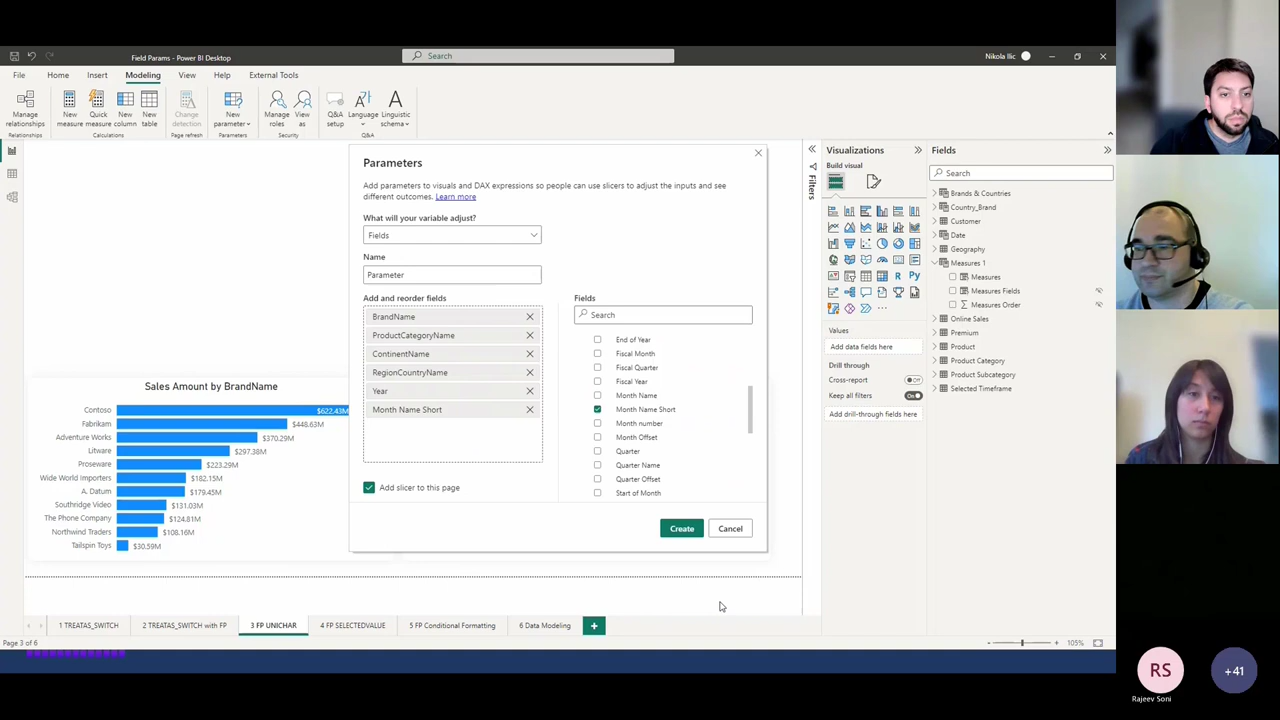 Field Params - Power BI Desktop
Search
Nikola Ilic
File
Home
Insert
Modeling
View
Help
External Tools
Manage relationships
New measure
Quick measure
New column
New table
Change detection
New parameter
Manage roles
View as
Q&A setup
Language
Linguistic schema
Relationships
Calculations
Page refresh
Parameters
Security
Q&A
Parameters
Add parameters to visuals and DAX expressions so people can use slicers to adjust the inputs and see
different outcomes. Learn more
What will your variable adjust?
Fields
Name
Parameter
Add and reorder fields
BrandName
ProductCategoryName
ContinentName
RegionCountryName
Year
Month Name Short
Add slicer to this page
Fields
Search
End of Year
Fiscal Month
Fiscal Quarter
Fiscal Year
Month Name
Month Name Short
Month number
Month Offset
Quarter
Quarter Name
Quarter Offset
Start of Month
Create
Cancel
Sales Amount by BrandName
Contoso $622.43M
Fabrikam $448.63M
Adventure Works $370.29M
Litware $297.38M
Proseware $223.29M
Wide World Importers $182.15M
A. Datum $179.45M
Southridge Video $131.03M
The Phone Company $124.81M
Northwind Traders $108.16M
Tailspin Toys $30.59M
Filters
Visualizations
Build visual
R
Py
Values
Add data fields here
Drill through
Cross-report
Off
Keep all filters
On
Add drill-through fields here
Fields
Search
Brands & Countries
Country_Brand
Customer
Date
Geography
Measures 1
Measures
Measures Fields
Measures Order
Online Sales
Premium
Product
Product Category
Product Subcategory
Selected Timeframe
1 TREATAS_SWITCH
2 TREATAS_SWITCH with FP
3 FP UNICHAR
4 FP SELECTEDVALUE
5 FP Conditional Formatting
6 Data Modeling
Page 3 of 6
105%
RS
Rajeev Soni
+41